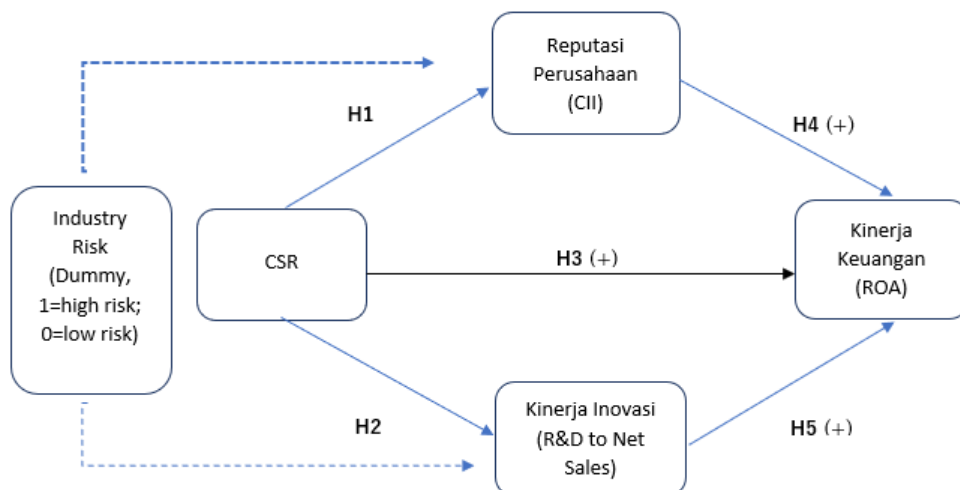 Reputasi
Perusahaan
(CII)
H1
H4 (+)
Industry
Risk
(Dummy,
1=high risk;
0=low risk)
CSR
H3 (+)
Kinerja
Keuangan
(ROA)
H2
Kinerja Inovasi
(R&D to Net
Sales)
H5 (+)